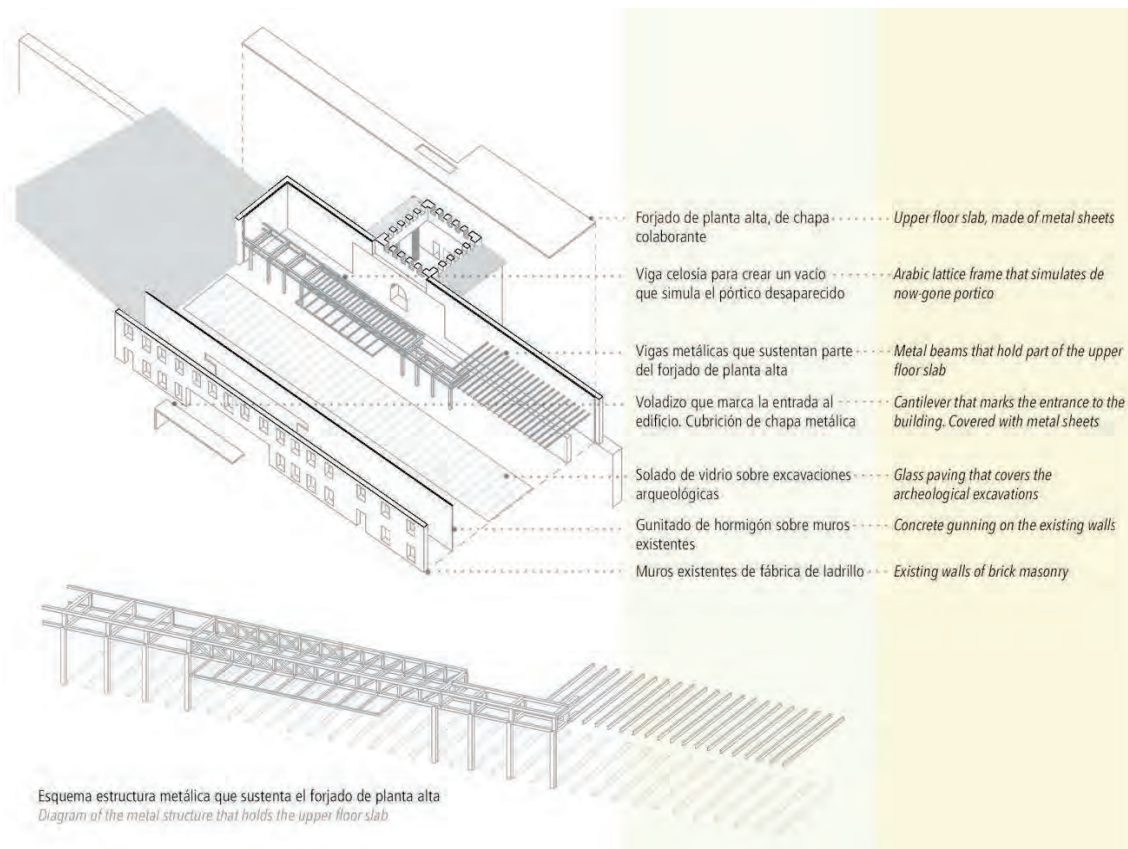 Forjado de planta alta, de chapa
colaborante
Upper floor slab, made of metal sheets
Viga celosía para crear un vacío
que simula el pórtico desaparecido
Arabic lattice frame that simulates de
now-gone portico
Vigas metálicas que sustentan parte
del forjado de planta alta
Metal beams that hold part of the upper
floor slab
Voladizo que marca la entrada al
edificio. Cubrición de chapa metálica
Cantilever that marks the entrance to the
building. Covered with metal sheets
Solado de vidrio sobre excavaciones
arqueológicas
Glass paving that covers the
archeological excavations
Gunitado de hormigón sobre muros
existentes
Concrete gunning on the existing walls
Muros existentes de fábrica de ladrillo
Existing walls of brick masonry
Esquema estructura metálica que sustenta el forjado de planta alta
Diagram of the metal structure that holds the upper floor slab